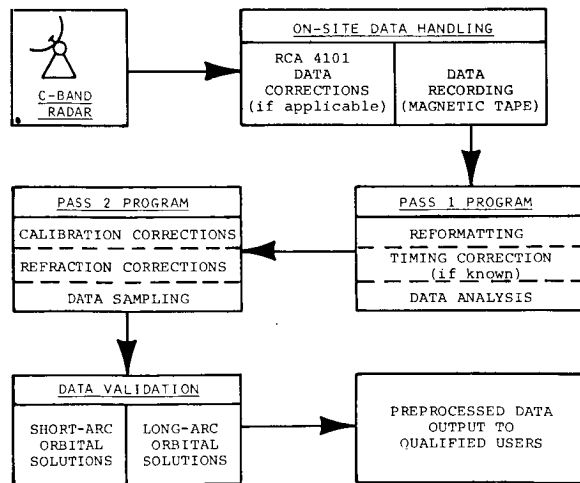 C-BAND
RADAR
ON-SITE DATA HANDLING
RCA 4101
DATA
CORRECTIONS
(if applicable)
DATA
RECORDING
(MAGNETIC TAPE)
PASS 1 PROGRAM
REFORMATTING
TIMING CORRECTION
(if known)
DATA ANALYSIS
PASS 2 PROGRAM
CALIBRATION CORRECTIONS
REFRACTION CORRECTIONS
DATA SAMPLING
DATA VALIDATION
SHORT-ARC
ORBITAL
SOLUTIONS
LONG-ARC
ORBITAL
SOLUTIONS
PREPROCESSED DATA
OUTPUT TO
QUALIFIED USERS